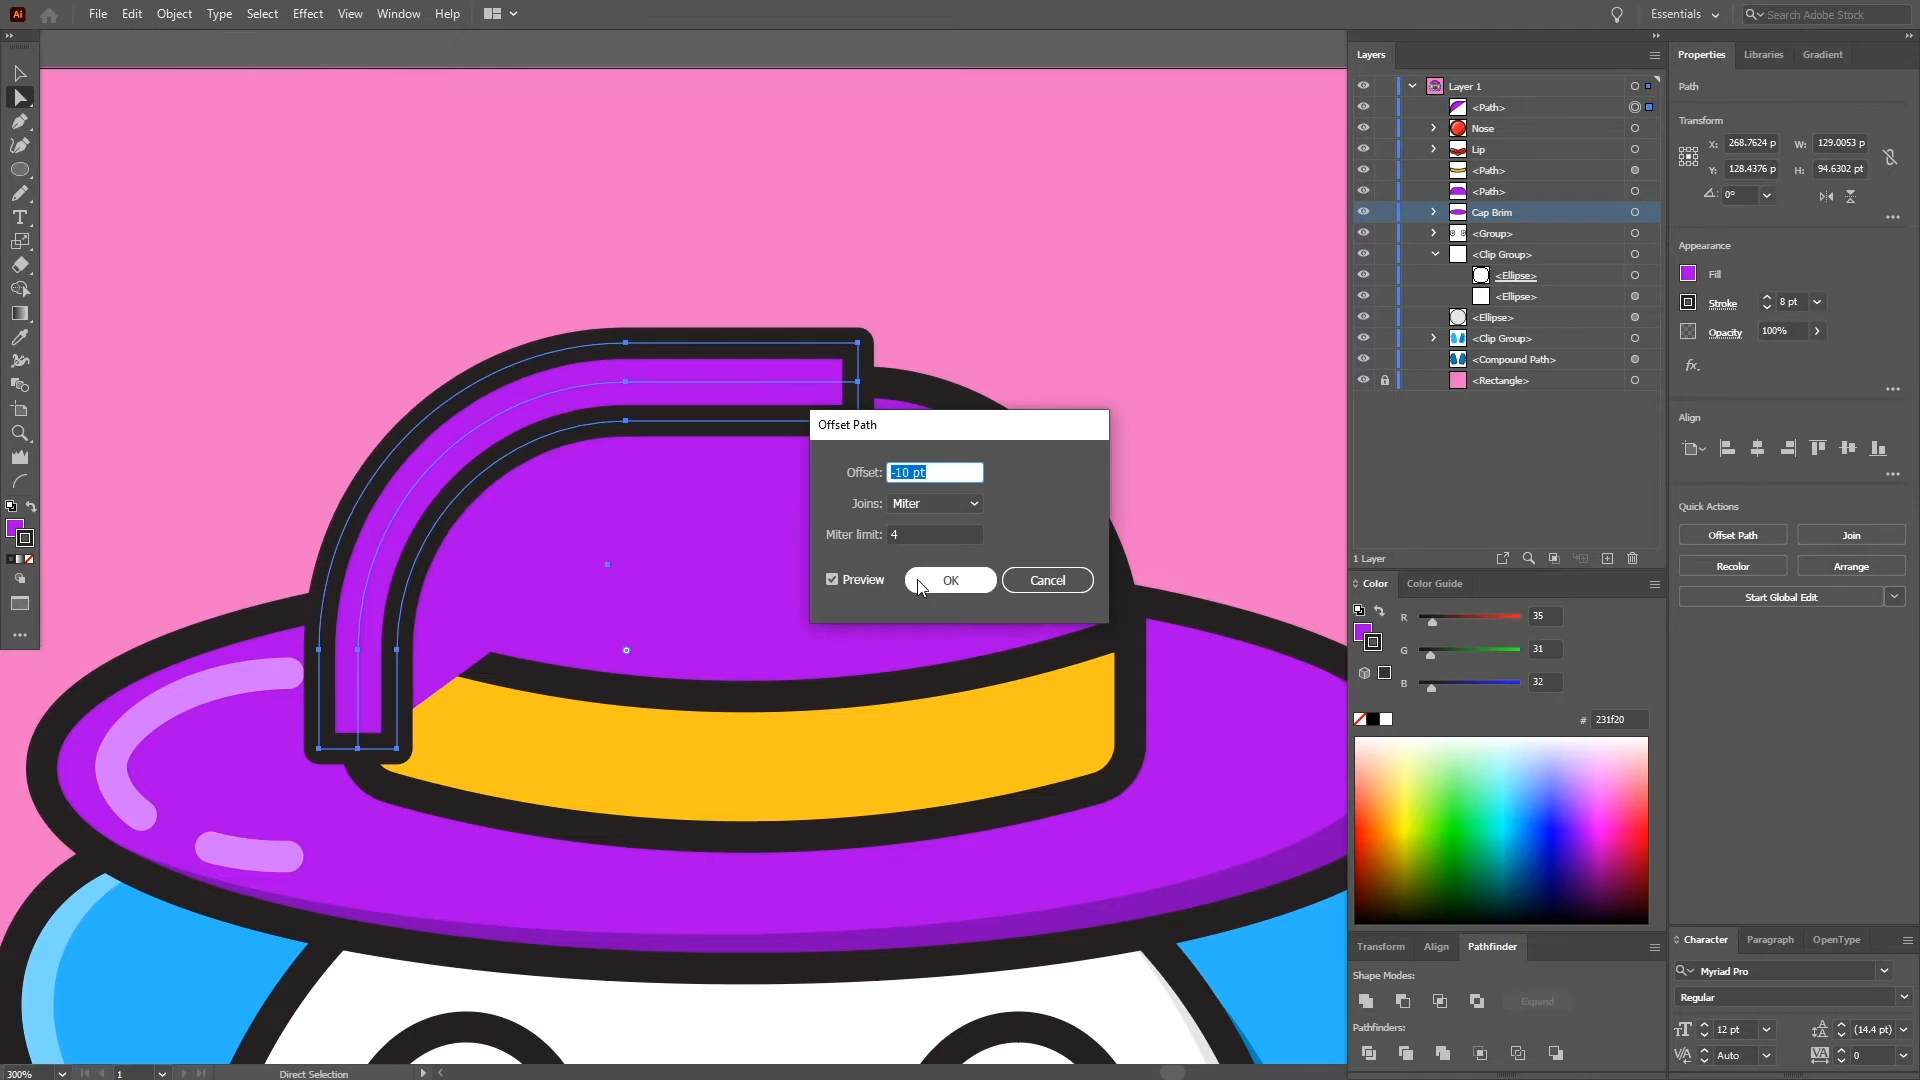 Ai File Edit Object Type Select Effect View Window Help Essentials Search Adobe Stock
Layers
Layer 1
<Path>
Nose
Lip
<Path>
<Path>
Cap Brim
<Group>
<Clip Group>
<Ellipse>
<Ellipse>
<Ellipse>
<Clip Group>
<Compound Path>
<Rectangle>
1 Layer
Properties Libraries Gradient
Path
Transform
X: 268.7624 p W: 129.0053 p
Y: 128.4376 p H: 94.6302 pt
0°
Appearance
Fill
Stroke 8 pt
Opacity 100%
fx.
Align
Quick Actions
Offset Path Join
Recolor Arrange
Start Global Edit
Offset Path
Offset: -10 pt
Joins: Miter
Miter limit: 4
Preview OK Cancel
Color Color Guide
R 35
G 31
B 32
# 231f20
Transform Align Pathfinder
Shape Modes:
Expand
Pathfinders:
Character Paragraph OpenType
Myriad Pro
Regular
12 pt (14.4 pt)
Auto 0
300% 1 Direct Selection